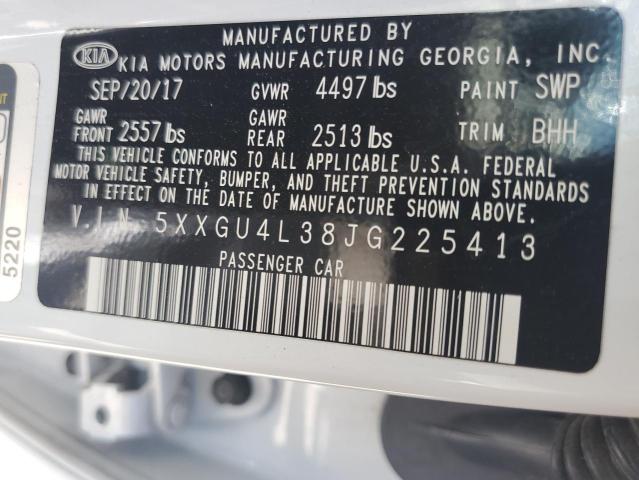 MANUFACTURED BY
KIA KIA MOTORS MANUFACTURING GEORGIA, INC.
SEP/20/17 GVWR 4497 lbs PAINT SWP
GAWR GAWR
FRONT 2557 lbs REAR 2513 lbs TRIM BHH
THIS VEHICLE CONFORMS TO ALL APPLICABLE U.S.A. FEDERAL
MOTOR VEHICLE SAFETY, BUMPER, AND THEFT PREVENTION STANDARDS
IN EFFECT ON THE DATE OF MANUFACTURE SHOWN ABOVE.
V.I.N. 5XXGU4L38JG225413
PASSENGER CAR
5220